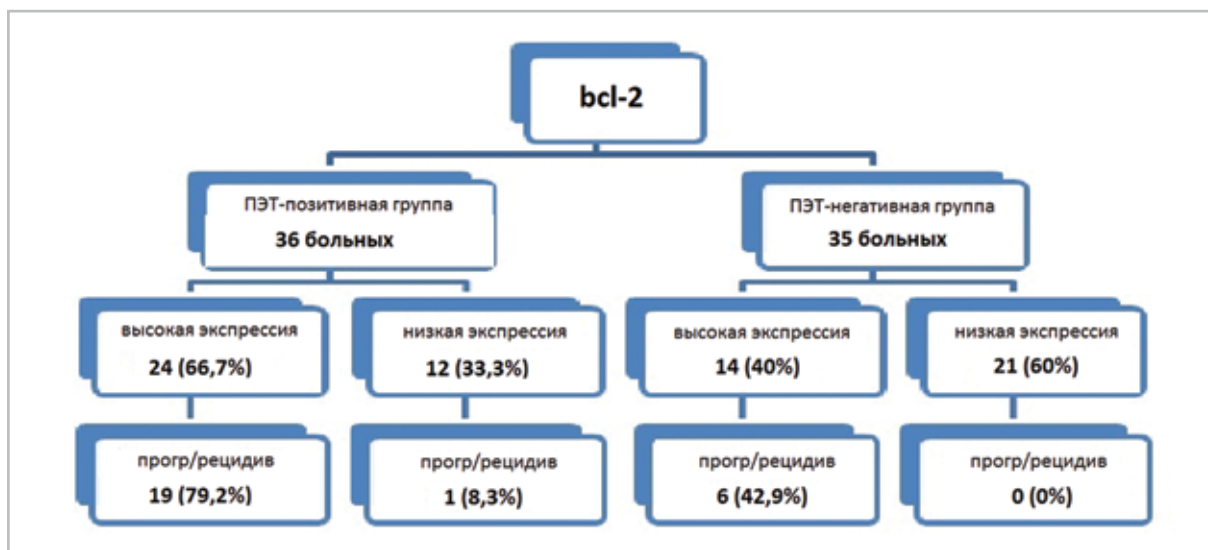 bcl-2
ПЭТ-позитивная группа
36 больных
ПЭТ-негативная группа
35 больных
высокая экспрессия
24 (66,7%)
низкая экспрессия
12 (33,3%)
высокая экспрессия
14 (40%)
низкая экспрессия
21 (60%)
прогр/рецидив
19 (79,2%)
прогр/рецидив
1 (8,3%)
прогр/рецидив
6 (42,9%)
прогр/рецидив
0 (0%)